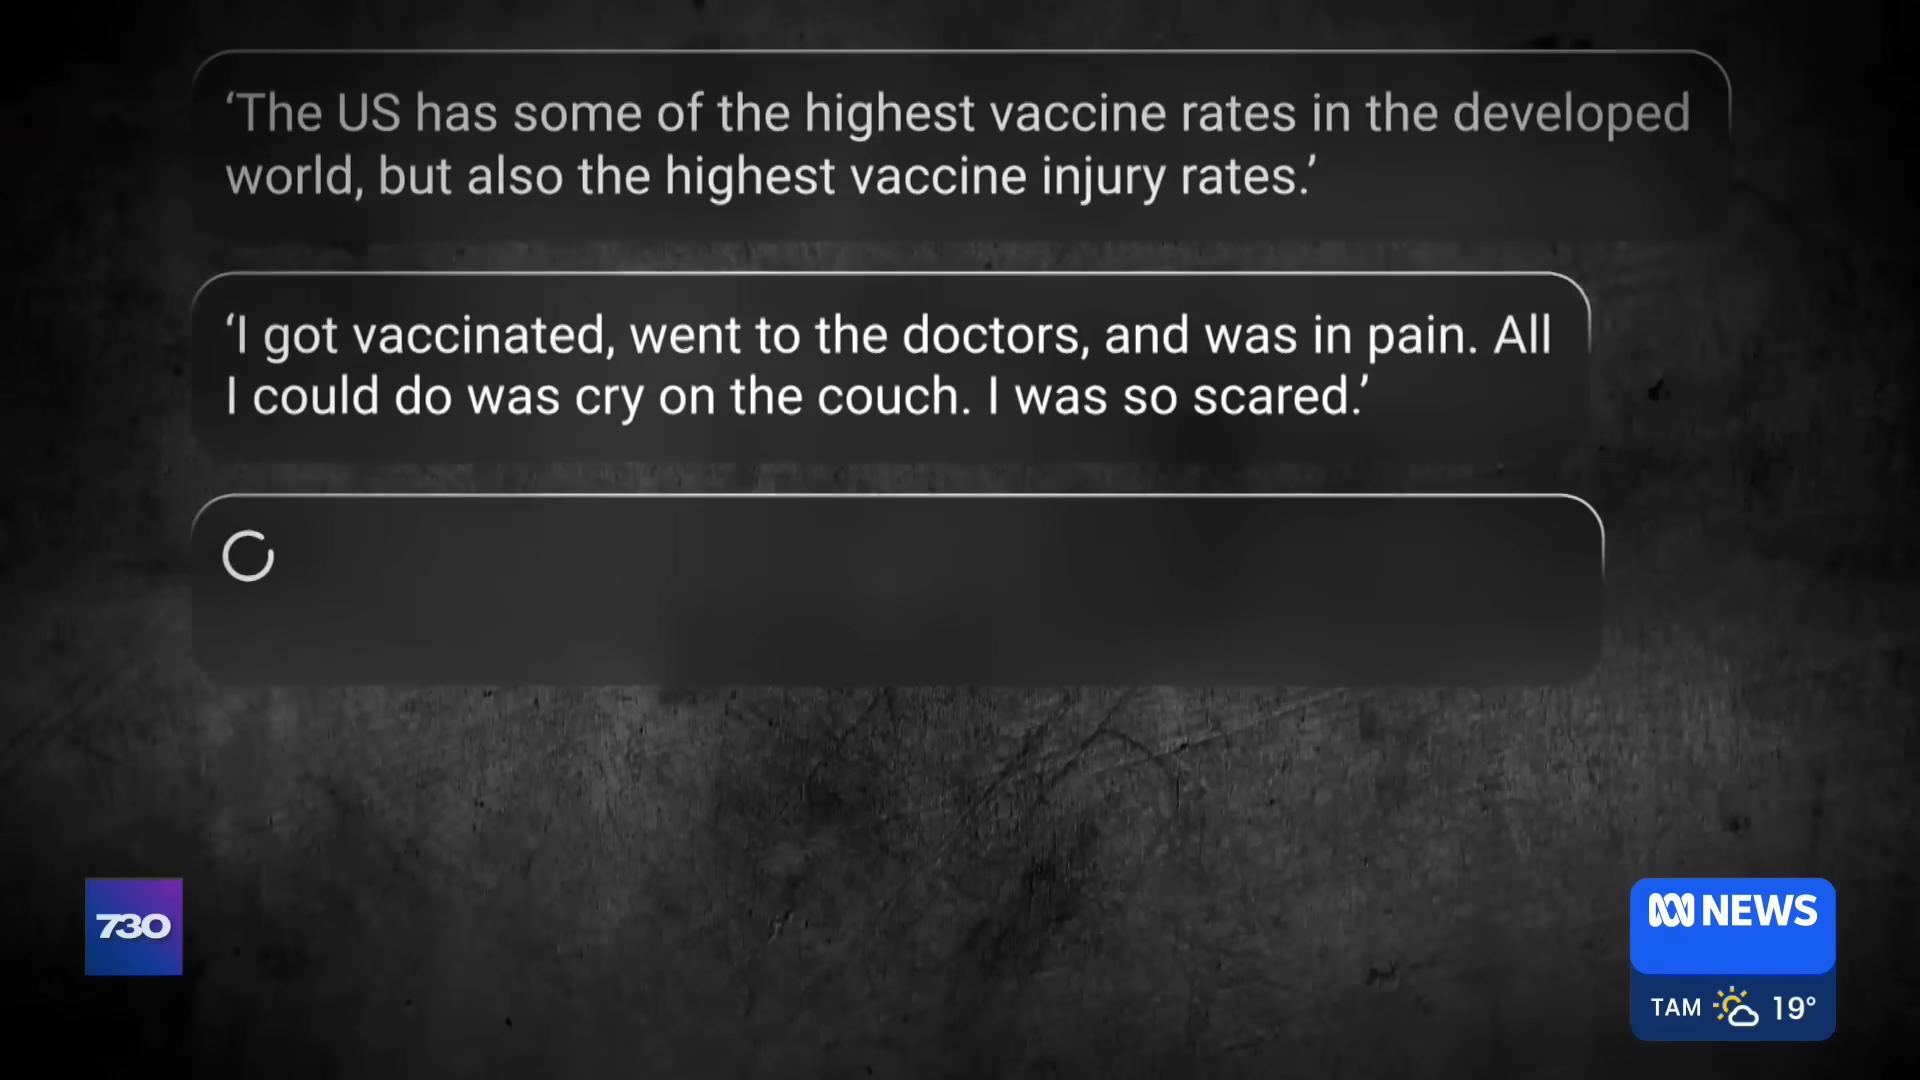 ‘The US has some of the highest vaccine rates in the developed
world, but also the highest vaccine injury rates.’
‘I got vaccinated, went to the doctors, and was in pain. All
I could do was cry on the couch. I was so scared.’
730
NEWS
TAM 19°